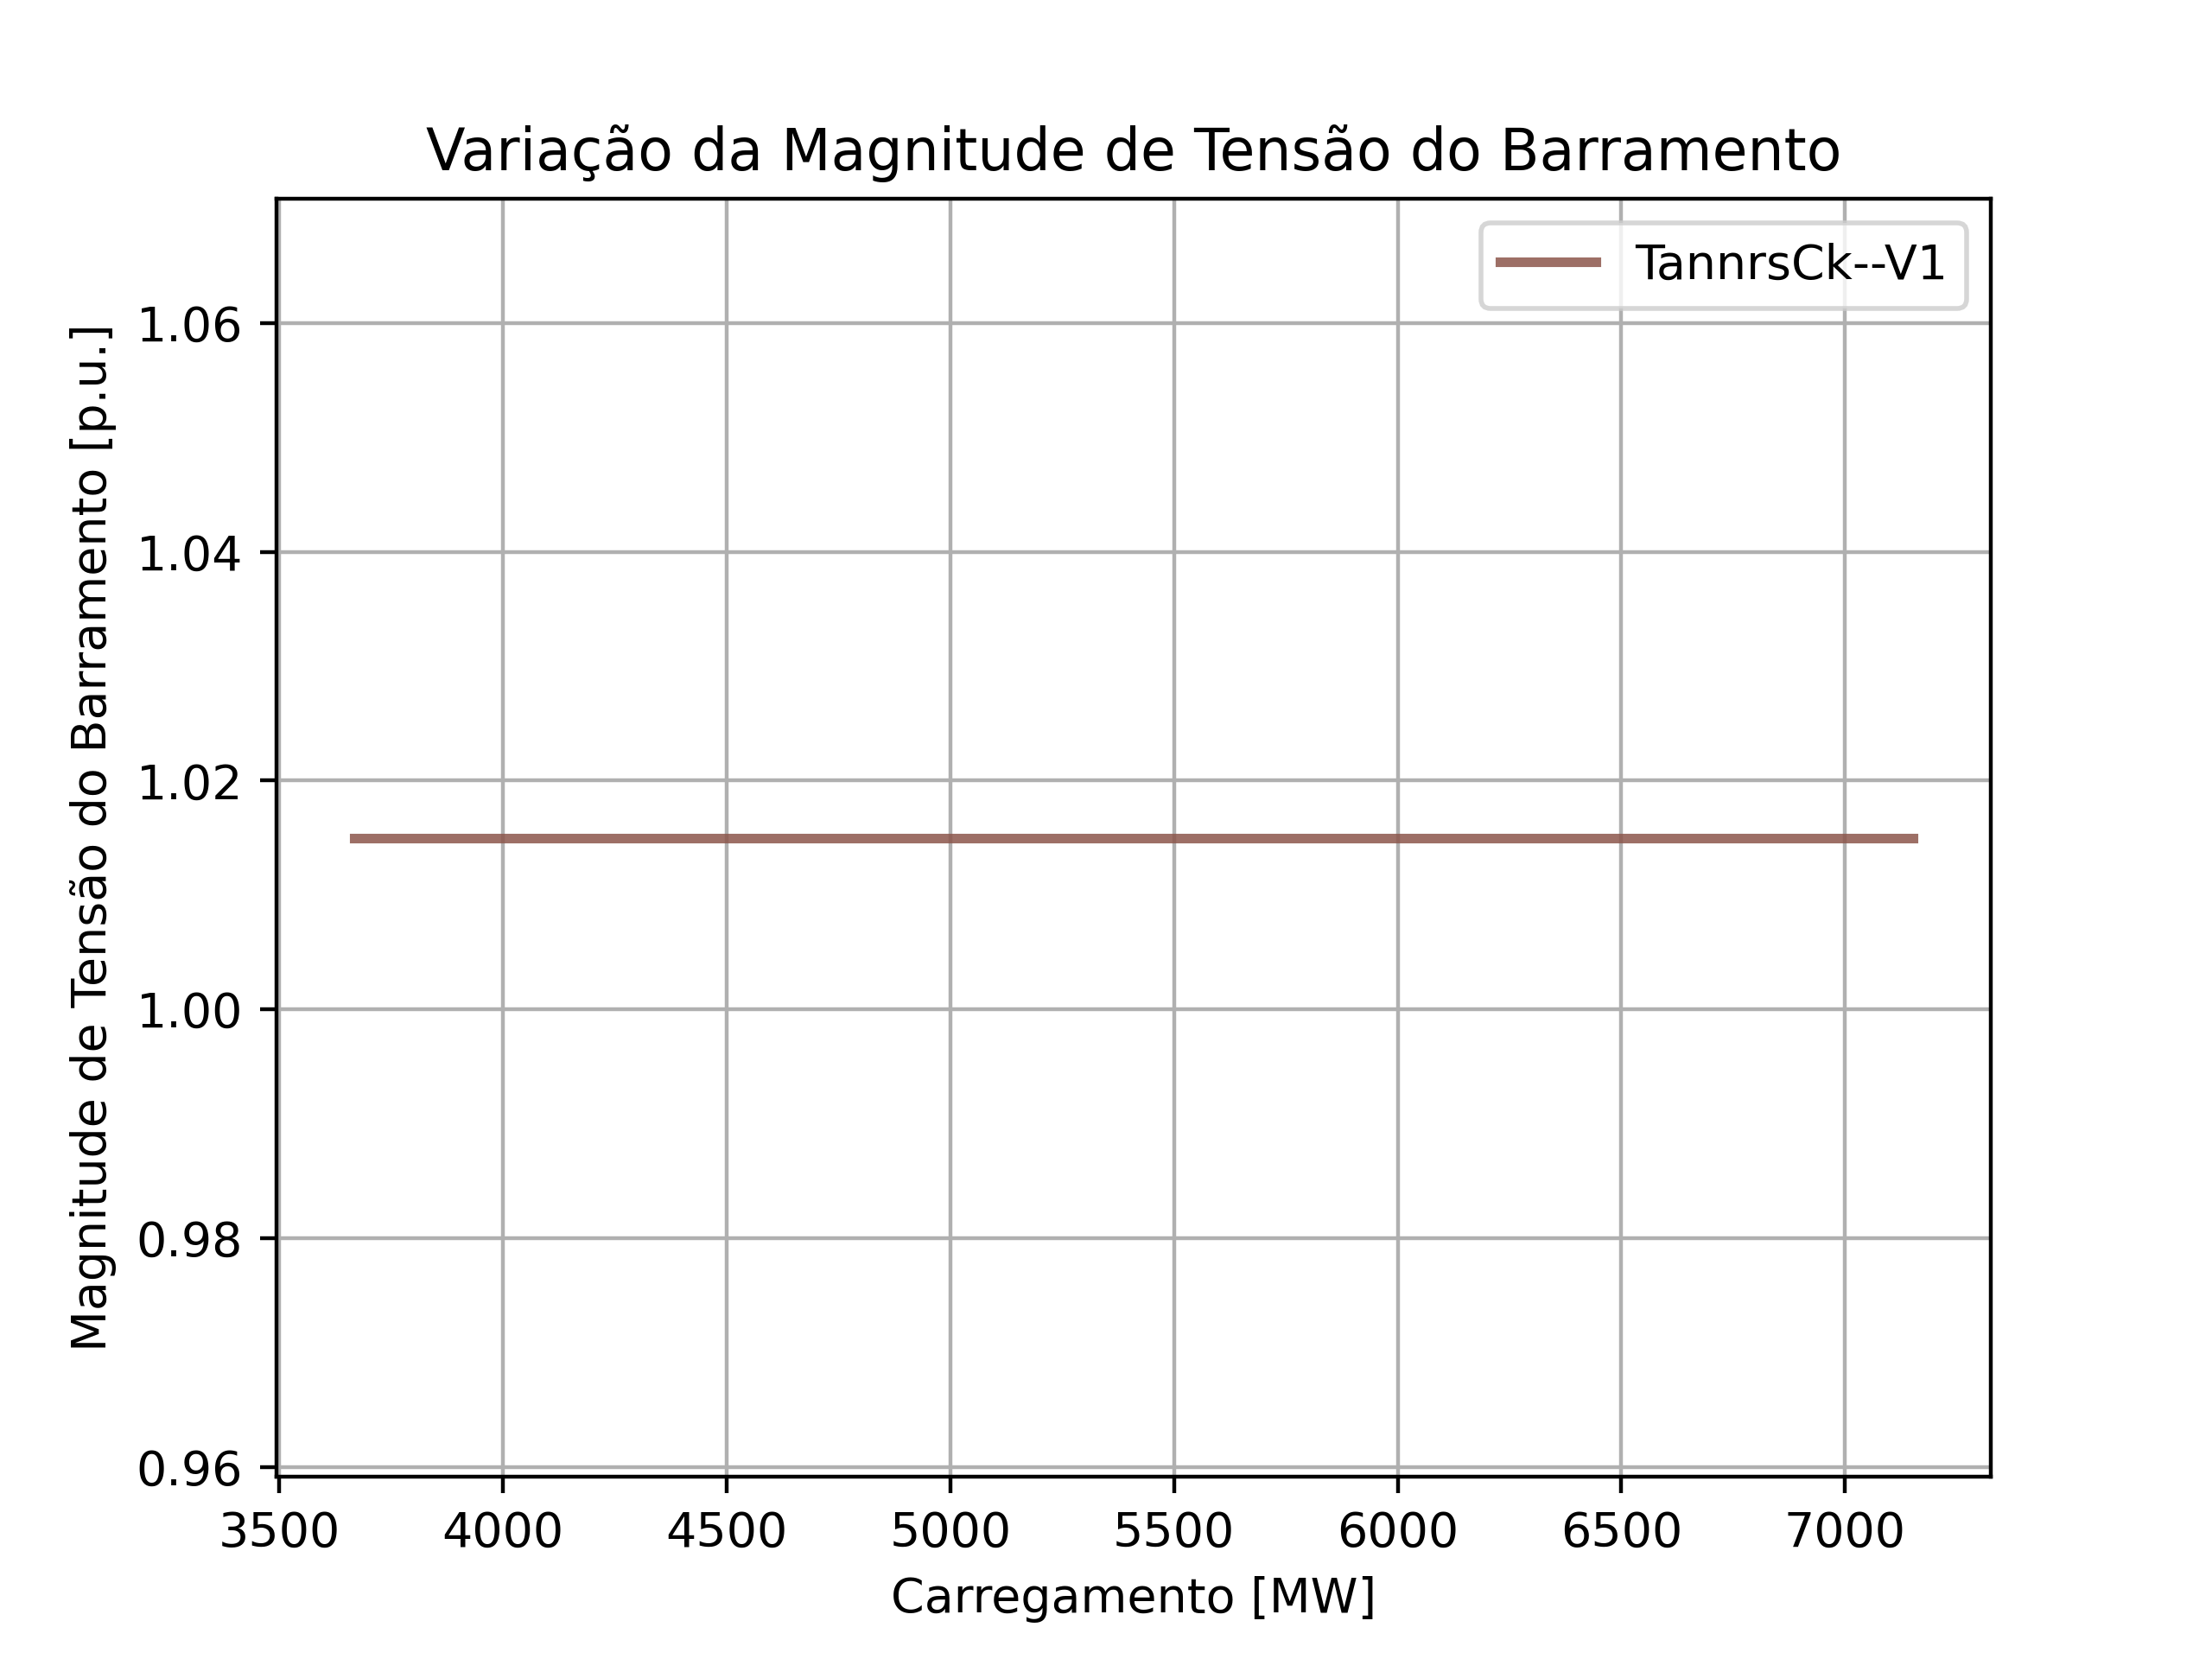 Variação da Magnitude de Tensão do Barramento
TannrsCk--V1
Magnitude de Tensão do Barramento [p.u.]
1.06
1.04
1.02
1.00
0.98
0.96
3500 4000 4500 5000 5500 6000 6500 7000
Carregamento [MW]